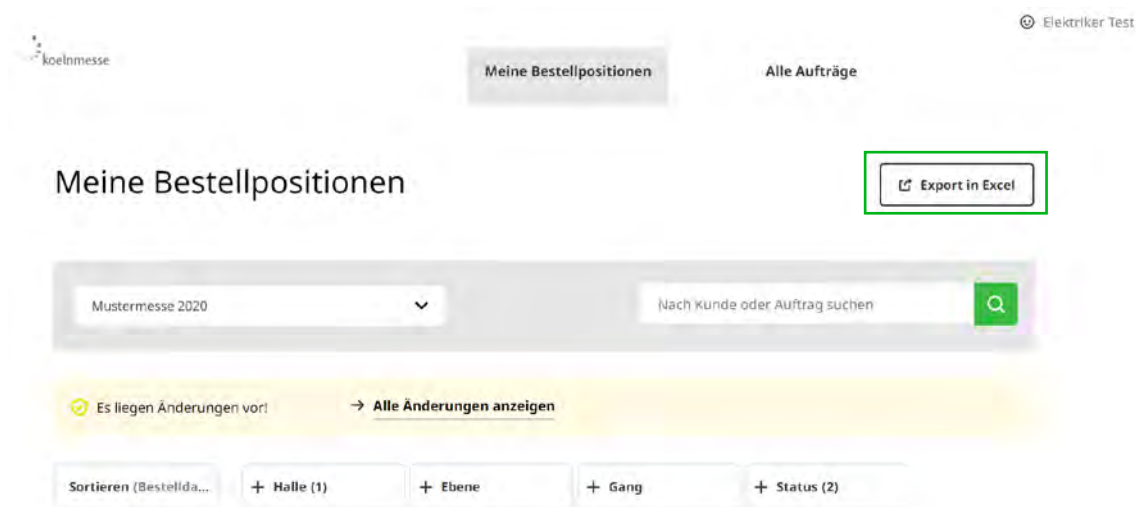 Elektriker Test
koelnmesse
Meine Bestellpositionen
Alle Aufträge
Meine Bestellpositionen
Export in Excel
Mustermesse 2020
Nach Kunde oder Auftrag suchen
Es liegen Änderungen vor!
→ Alle Änderungen anzeigen
Sortieren (Bestellda...
+ Halle (1)
+ Ebene
+ Gang
+ Status (2)